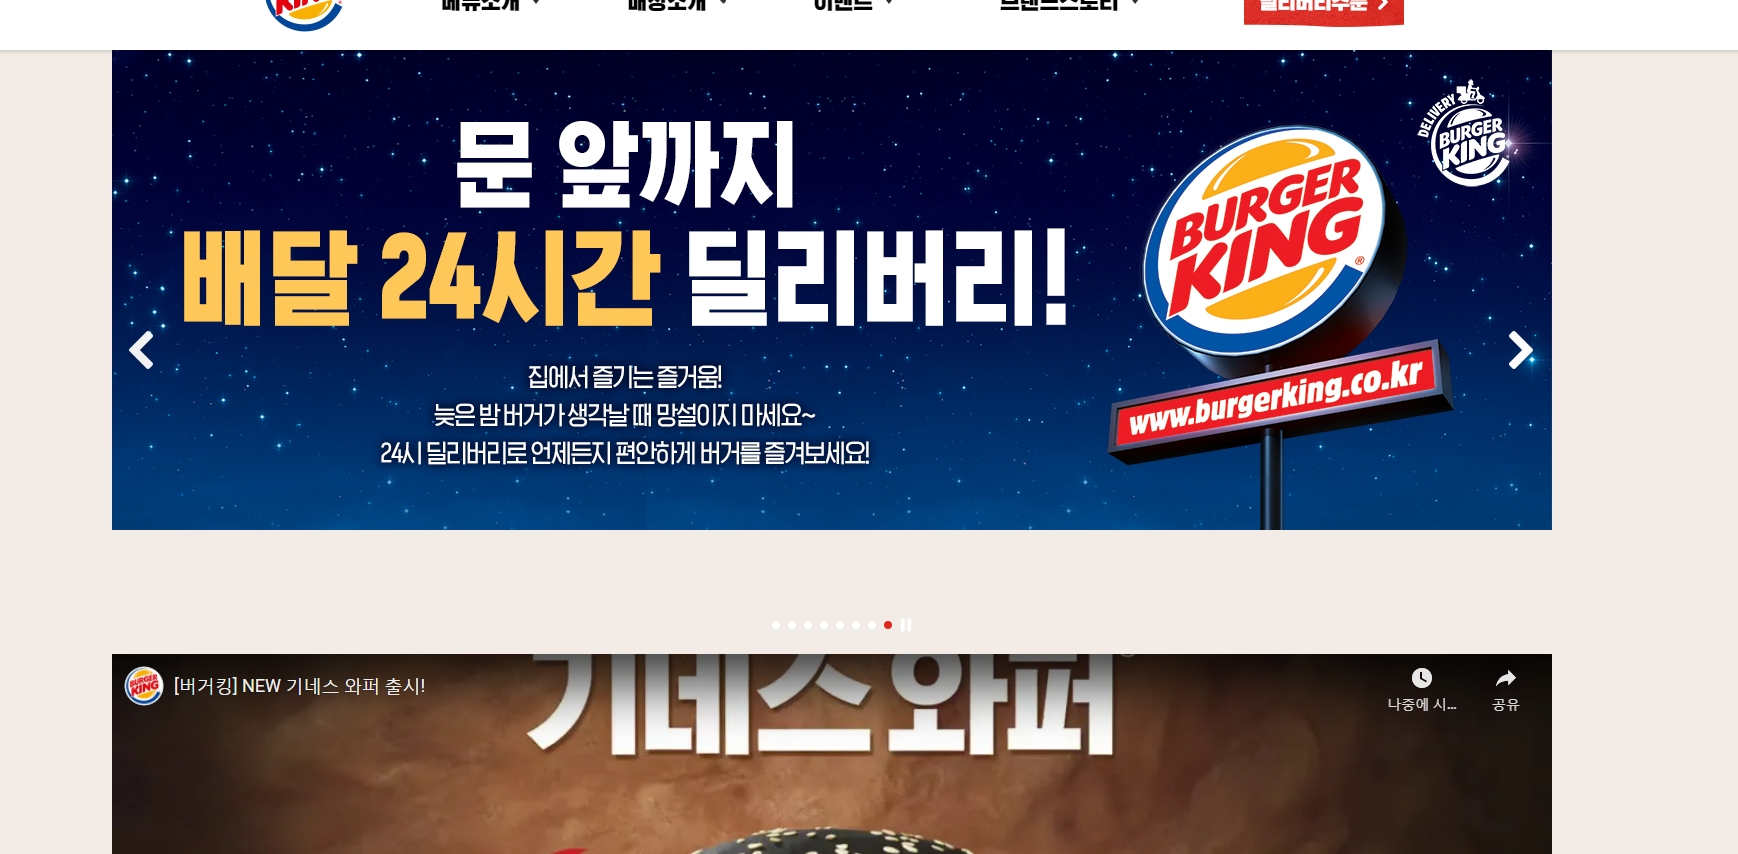 메뉴소개
매장소개
이벤트
브랜드스토리
딜리버리주문
문 앞까지
배달 24시간 딜리버리!
집에서 즐기는 즐거움!
늦은 밤 버거가 생각날 때 망설이지 마세요~
24시 딜리버리로 언제든지 편안하게 버거를 즐겨보세요!
DELIVERY
BURGER
KING
BURGER
KING
®
www.burgerking.co.kr
BURGER
KING
[버거킹] NEW 기네스 와퍼 출시!
나중에 시...
공유
기네스 와퍼